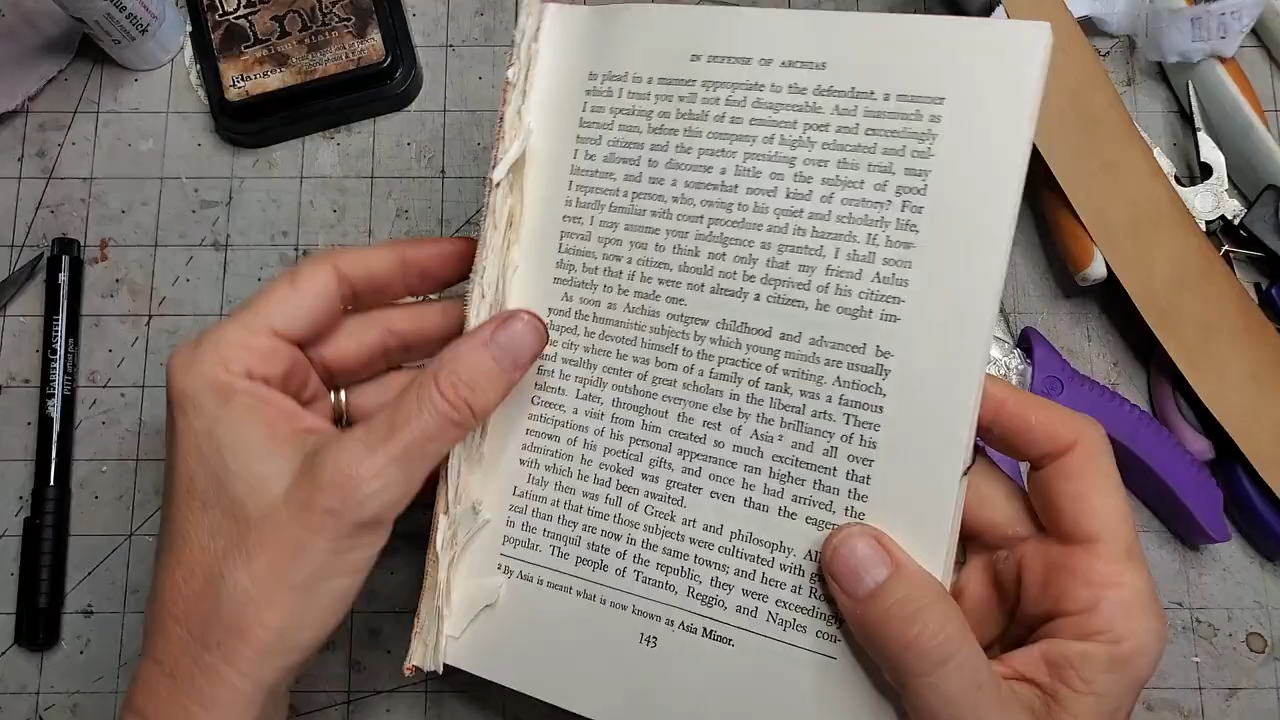 ue stick
Ink
walnut stain
Ranger
FABER-CASTELL
PITT artist pen
IN DEFENSE OF ARCHIAS
to plead in a manner appropriate to the defendant, a manner
which I trust you will not find disagreeable. And inasmuch as
I am speaking on behalf of an eminent poet and exceedingly
learned man, before this company of highly educated and cul-
tured citizens and the praetor presiding over this trial, may
I be allowed to discourse a little on the subject of good
literature, and use a somewhat novel kind of oratory? For
I represent a person, who, owing to his quiet and scholarly life,
is hardly familiar with court procedure and its hazards. If, how-
ever, I may assume your indulgence as granted, I shall soon
prevail upon you to think not only that my friend Aulus
Licinius, now a citizen, should not be deprived of his citizen-
ship, but that if he were not already a citizen, he ought im-
mediately to be made one.
As soon as Archias outgrew childhood and advanced be-
yond the humanistic subjects by which young minds are usually
haped, he devoted himself to the practice of writing. Antioch,
he city where he was born of a family of rank, was a famous
and wealthy center of great scholars in the liberal arts. There
first he rapidly outshone everyone else by the brilliancy of his
talents. Later, throughout the rest of Asia² and all over
Greece, a visit from him created so much excitement that
anticipations of his personal appearance ran higher than the
renown of his poetical gifts, and once he had arrived, the
admiration he evoked was greater even than the eager
with which he had been awaited.
Italy then was full of Greek art and philosophy. Al
Latium at that time those subjects were cultivated with g
zeal than they are now in the same towns; and here at Ro
in the tranquil state of the republic, they were exceedingly
popular. The people of Taranto, Reggio, and Naples con-
² By Asia is meant what is now known as Asia Minor.
143